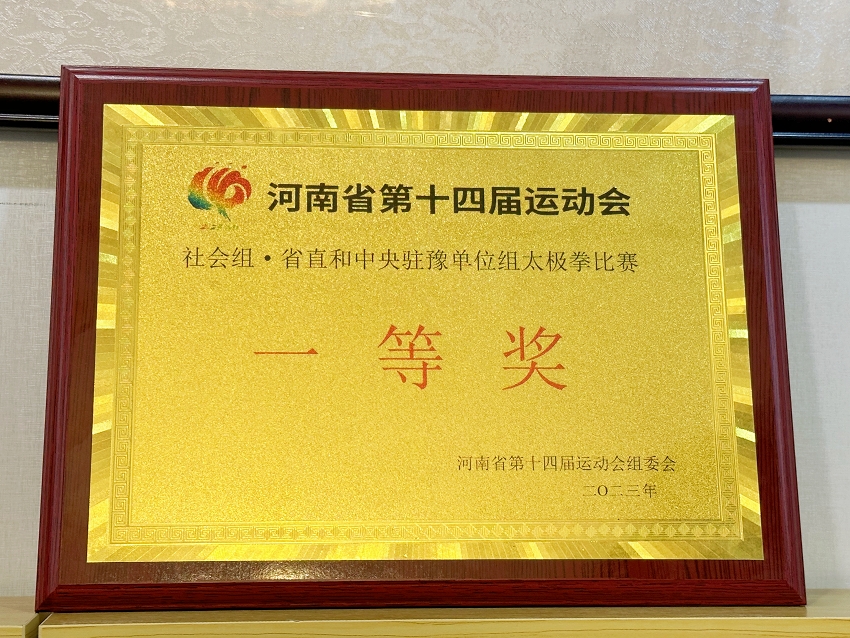 河南省第十四届运动会
社会组·省直和中央驻豫单位组太极拳比赛
一等奖
河南省第十四届运动会组委会
二〇二三年